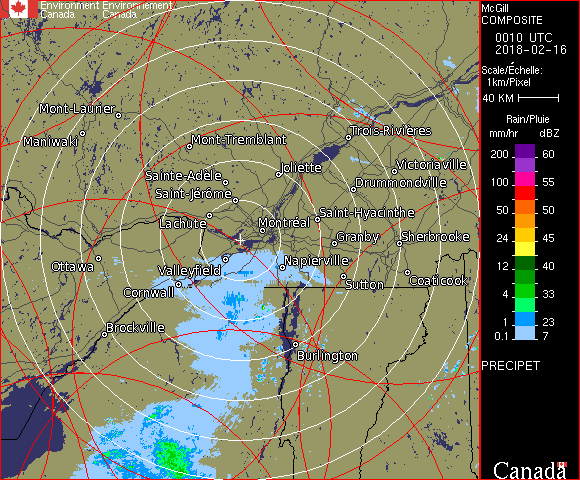 Environment Environnement
Canada Canada
McGill
COMPOSITE
0010 UTC
2018-02-16
Scale/Échelle:
1km/Pixel
40 KM
Rain/Pluie
mm/hr dBZ
200 60
100 55
50 50
24 45
12 40
4 33
1 23
0.1 7
PRECIPET
Canada
Mont-Laurier
Maniwaki
Mont-Tremblant
Trois-Rivières
Sainte-Adèle
Joliette
Victoriaville
Saint-Jérôme
Drummondville
Lachute
Montréal
Saint-Hyacinthe
Granby
Sherbrooke
Ottawa
Valleyfield
Napierville
Cornwall
Sutton
Coaticook
Brockville
Burlington